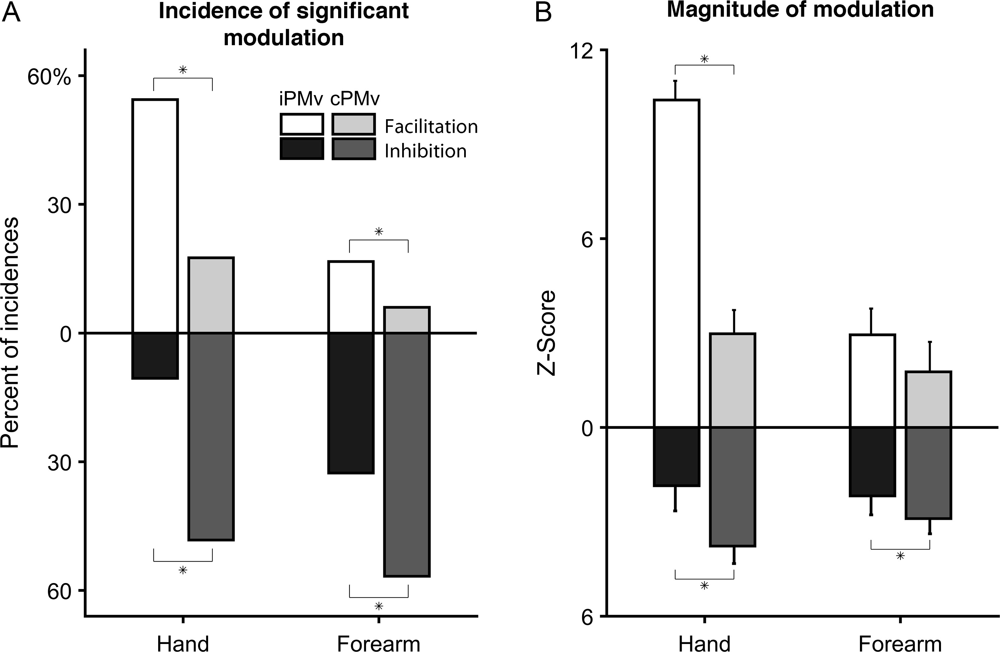 A
Incidence of significant
modulation
60%
30
0
30
60
Percent of incidences
iPMv cPMv
Facilitation
Inhibition
*
*
*
*
Hand
Forearm
B
Magnitude of modulation
12
6
0
6
Z-Score
*
*
*
Hand
Forearm